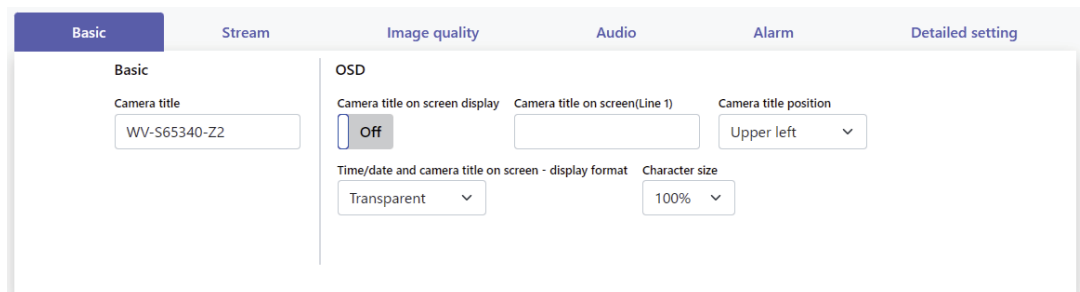 Basic Stream Image quality Audio Alarm Detailed setting
Basic
Camera title
WV-S65340-Z2
OSD
Camera title on screen display Camera title on screen(Line 1) Camera title position
Off Upper left
Time/date and camera title on screen - display format Character size
Transparent 100%